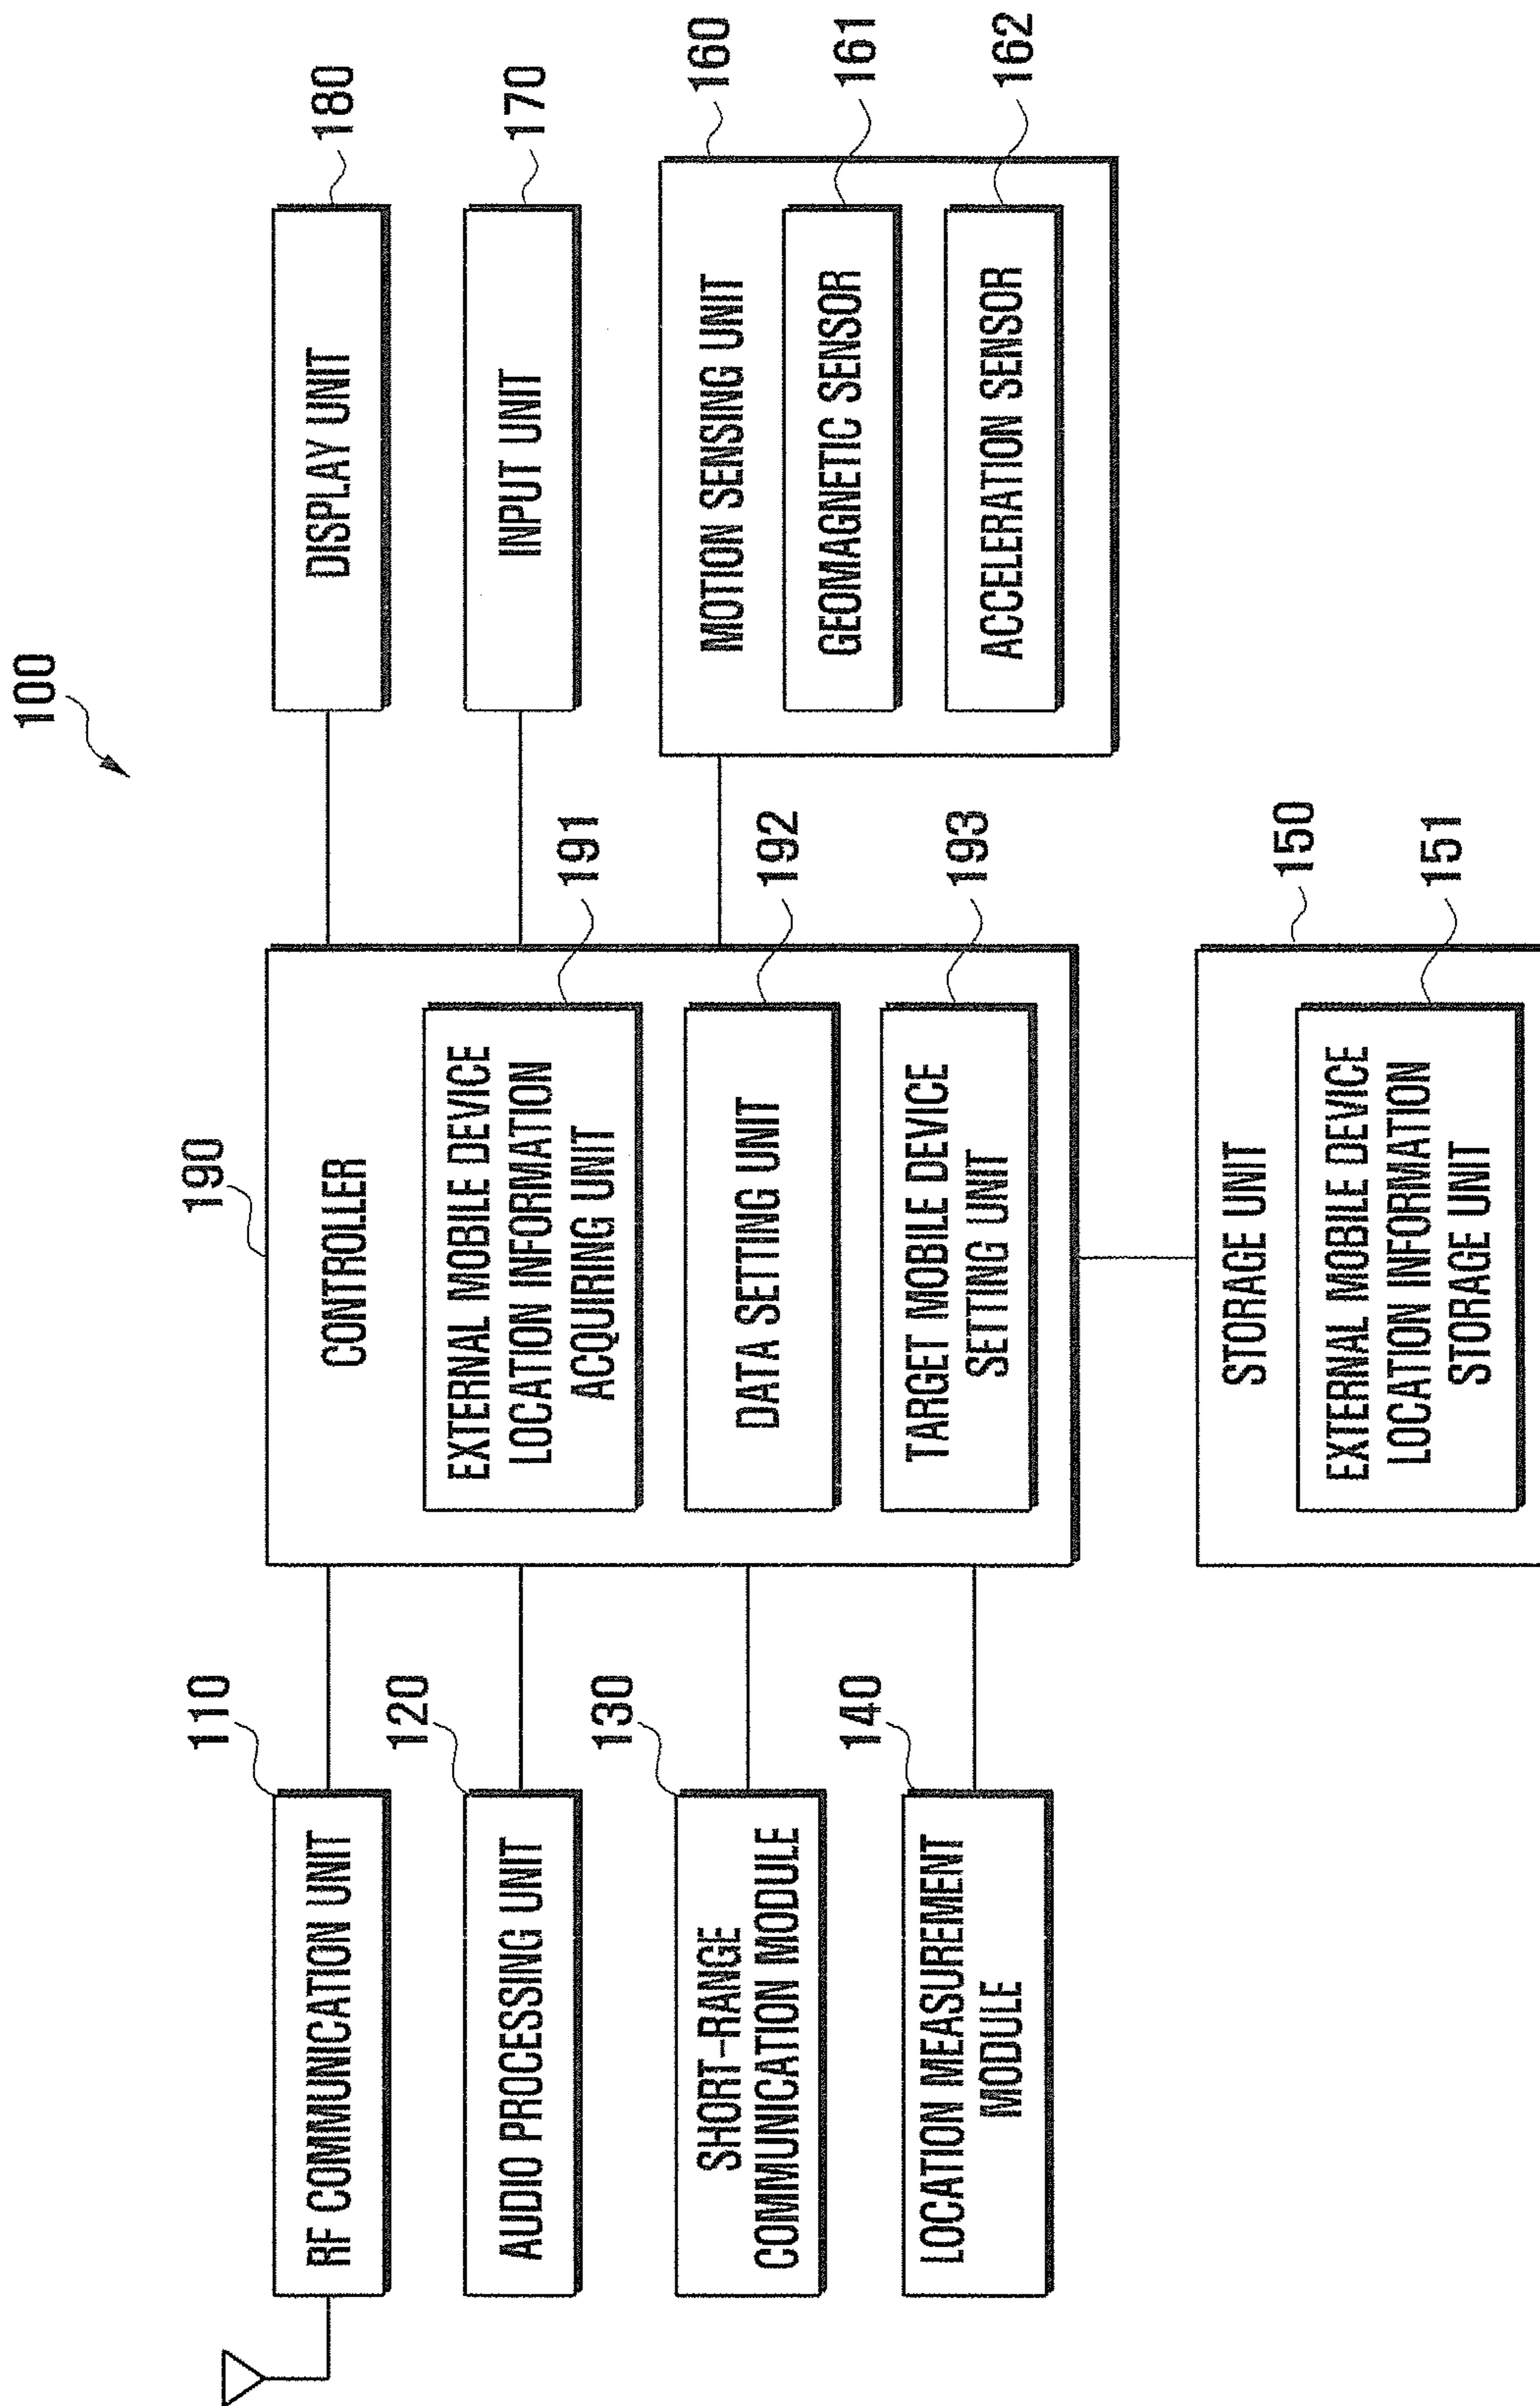 100
110
RF COMMUNICATION UNIT
120
AUDIO PROCESSING UNIT
130
SHORT-RANGE
COMMUNICATION MODULE
140
LOCATION MEASUREMENT
MODULE
190
CONTROLLER
EXTERNAL MOBILE DEVICE
LOCATION INFORMATION
ACQUIRING UNIT
191
DATA SETTING UNIT
192
TARGET MOBILE DEVICE
SETTING UNIT
193
STORAGE UNIT
150
EXTERNAL MOBILE DEVICE
LOCATION INFORMATION
STORAGE UNIT
151
DISPLAY UNIT
180
INPUT UNIT
170
MOTION SENSING UNIT
160
GEOMAGNETIC SENSOR
161
ACCELERATION SENSOR
162